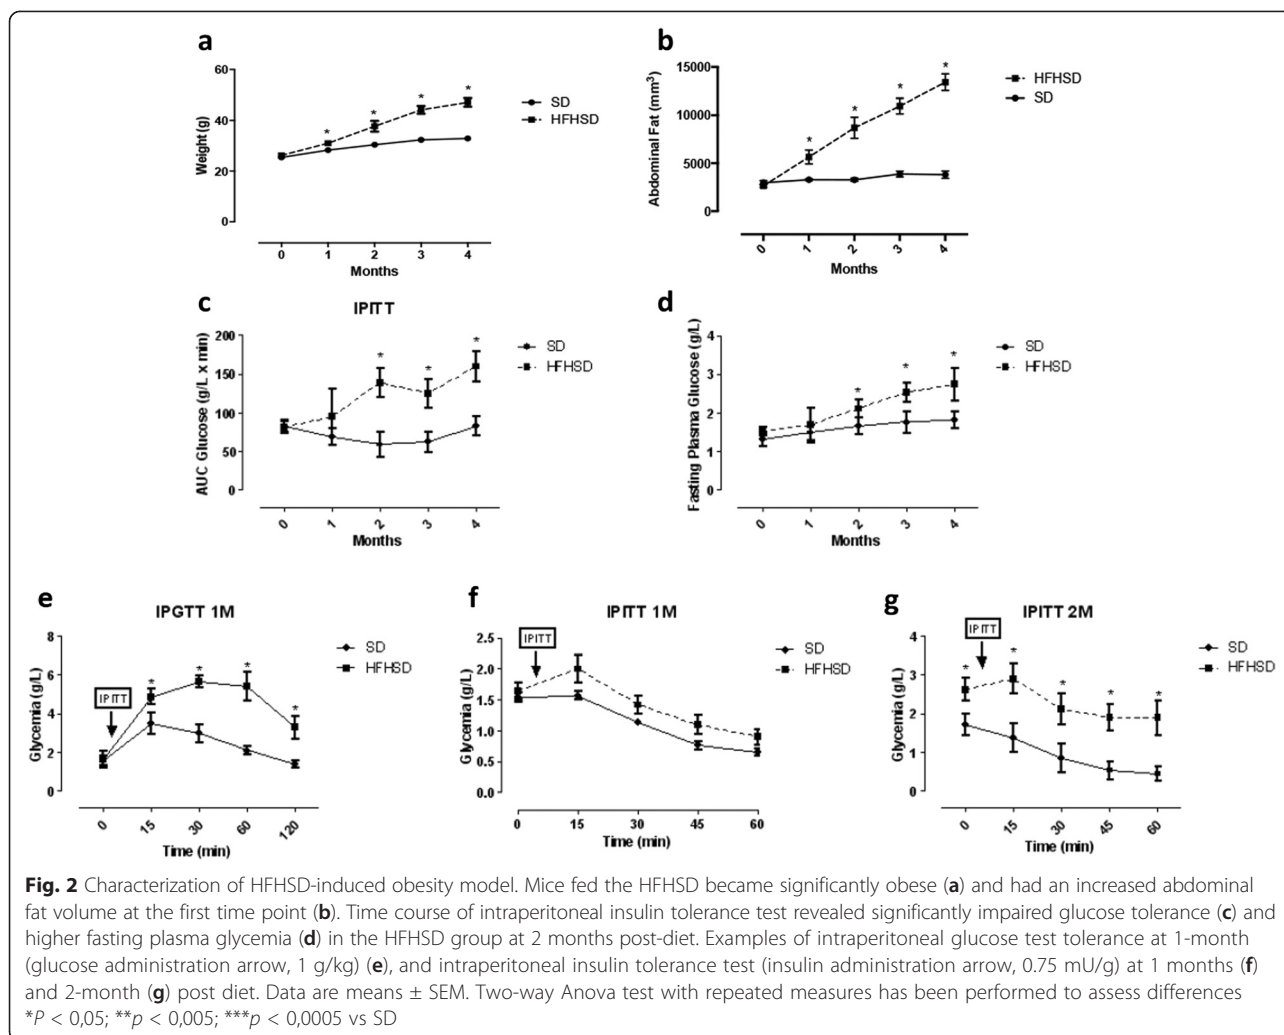 a
60
40
20
0
Weight (g)
SD
HFHSD
* * * *
0 1 2 3 4
Months
b
15000
10000
5000
0
Abdominal Fat (mm³)
HFHSD
SD
* * * *
0 1 2 3 4
Months
c
IPITT
200
150
100
50
0
AUC Glucose (g/L x min)
SD
HFHSD
* * *
0 1 2 3 4
Months
d
4
3
2
1
0
Fasting Plasma Glucose (g/L)
SD
HFHSD
* * *
0 1 2 3 4
Months
e
IPGTT 1M
8
6
4
2
0
Glycemia (g/L)
IPITT
SD
HFHSD
* * * *
0 15 30 60 120
Time (min)
f
IPITT 1M
2.5
2.0
1.5
1.0
0.5
0.0
Glycemia (g/L)
IPITT
SD
HFHSD
0 15 30 45 60
Time (min)
g
IPITT 2M
4
3
2
1
0
Glycemia (g/L)
IPITT
SD
HFHSD
* * * * *
0 15 30 45 60
Time (min)
Fig. 2 Characterization of HFHSD-induced obesity model. Mice fed the HFHSD became significantly obese (a) and had an increased abdominal
fat volume at the first time point (b). Time course of intraperitoneal insulin tolerance test revealed significantly impaired glucose tolerance (c) and
higher fasting plasma glycemia (d) in the HFHSD group at 2 months post-diet. Examples of intraperitoneal glucose test tolerance at 1-month
(glucose administration arrow, 1 g/kg) (e), and intraperitoneal insulin tolerance test (insulin administration arrow, 0.75 mU/g) at 1 months (f)
and 2-month (g) post diet. Data are means ± SEM. Two-way Anova test with repeated measures has been performed to assess differences
*P < 0,05; **p < 0,005; ***p < 0,0005 vs SD